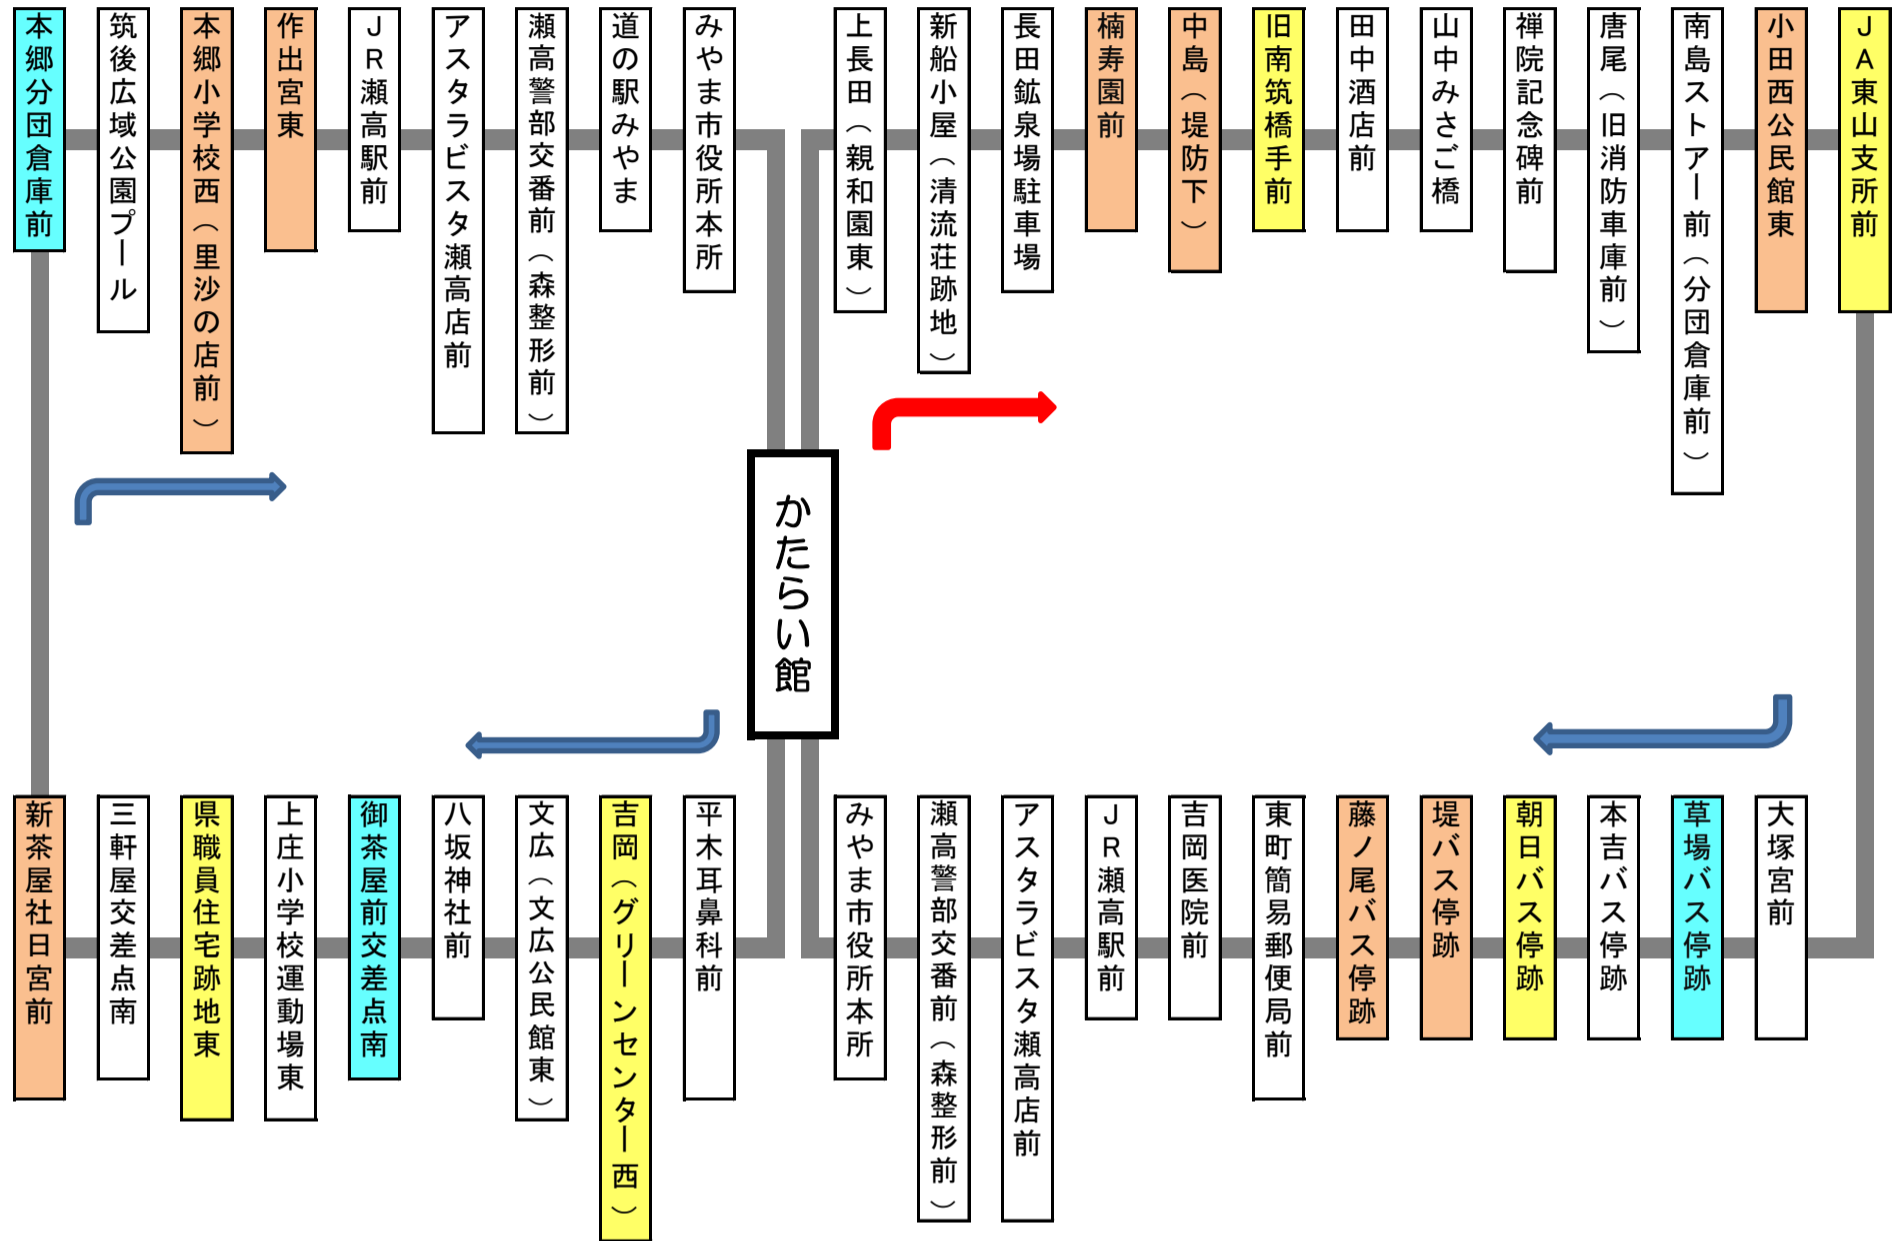 本郷分団倉庫前
筑後広域公園プール
本郷小学校西（里沙の店前）
作出宮東
ＪＲ瀬高駅前
アスタラビスタ瀬高店前
瀬高警部交番前（森整形前）
道の駅みやま
みやま市役所本所
上長田（親和園東）
新船小屋（清流荘跡地）
長田鉱泉場駐車場
楠寿園前
中島（堤防下）
旧南筑橋手前
田中酒店前
山中みさご橋
禅院記念碑前
唐尾（旧消防車庫前）
南島ストアー前（分団倉庫前）
小田西公民館東
ＪＡ東山支所前
かたらい館
新茶屋社日宮前
三軒屋交差点南
県職員住宅跡地東
上庄小学校運動場東
御茶屋前交差点南
八坂神社前
文広（文広公民館東）
吉岡（グリーンセンター西）
平木耳鼻科前
みやま市役所本所
瀬高警部交番前（森整形前）
アスタラビスタ瀬高店前
ＪＲ瀬高駅前
吉岡医院前
東町簡易郵便局前
藤ノ尾バス停跡
堤バス停跡
朝日バス停跡
本吉バス停跡
草場バス停跡
大塚宮前